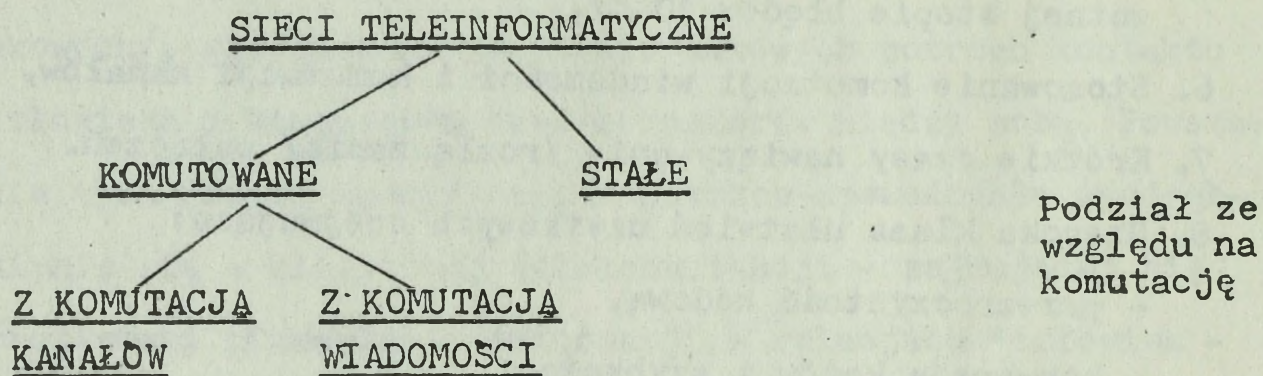 SIECI TELEINFORMATYCZNE
KOMUTOWANE
STAŁE
Podział ze
względu na
komutację
Z KOMUTACJĄ
KANAŁÓW
Z KOMUTACJĄ
WIADOMOŚCI